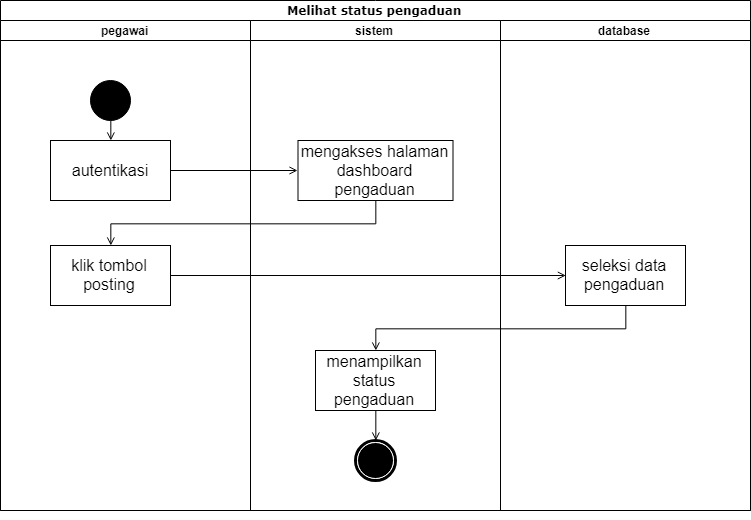 Melihat status pengaduan
pegawai
sistem
database
autentikasi
mengakses halaman
dashboard
pengaduan
klik tombol
posting
seleksi data
pengaduan
menampilkan
status
pengaduan